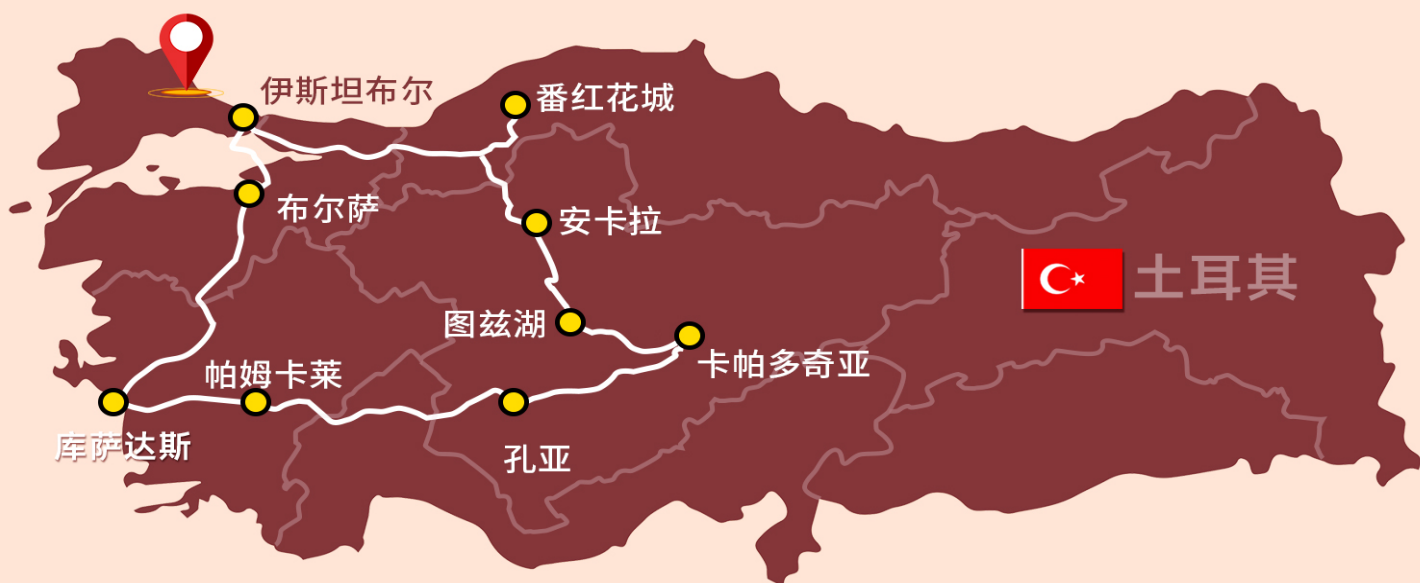 伊斯坦布尔
番红花城
布尔萨
安卡拉
土耳其
图兹湖
卡帕多奇亚
帕姆卡莱
库萨达斯
孔亚